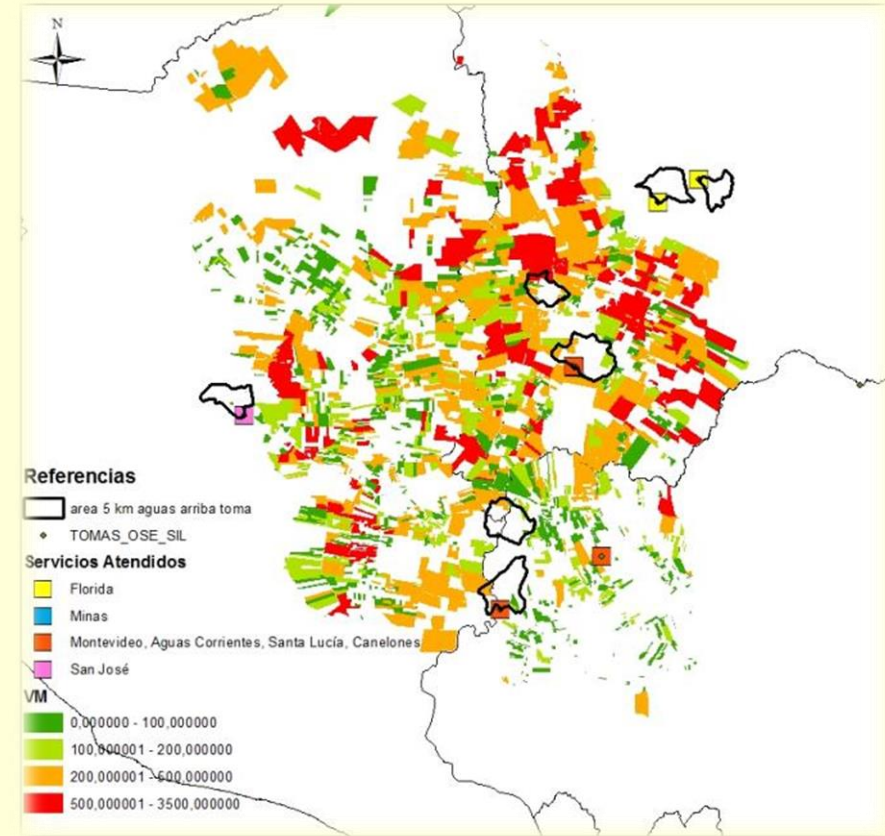 N
Referencias
area 5 km aguas arriba toma
TOMAS_OSE_SIL
Servicios Atendidos
Florida
Minas
Montevideo, Aguas Corrientes, Santa Lucía, Canelones
San José
VM
0,000000 - 100,000000
100,000001 - 200,000000
200,000001 - 500,000000
500,000001 - 3500,000000